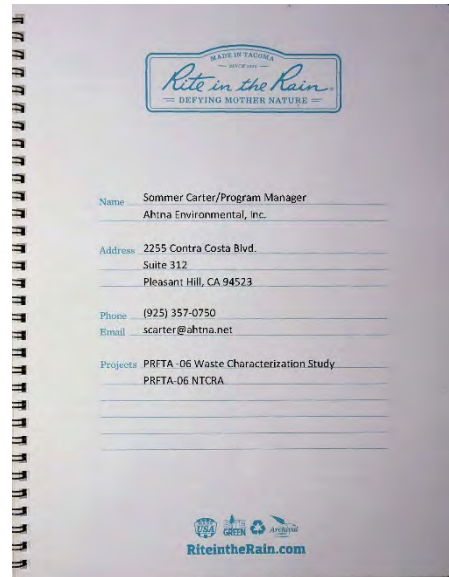 MADE IN TACOMA
Rite in the Rain®
DEFYING MOTHER NATURE
Name Sommer Carter/Program Manager
Ahtna Environmental, Inc.
Address 2255 Contra Costa Blvd.
Suite 312
Pleasant Hill, CA 94523
Phone (925) 357-0750
Email scarter@ahtna.net
Projects PRFTA -06 Waste Characterization Study
PRFTA-06 NTCRA
USA GREEN Archival
RiteintheRain.com